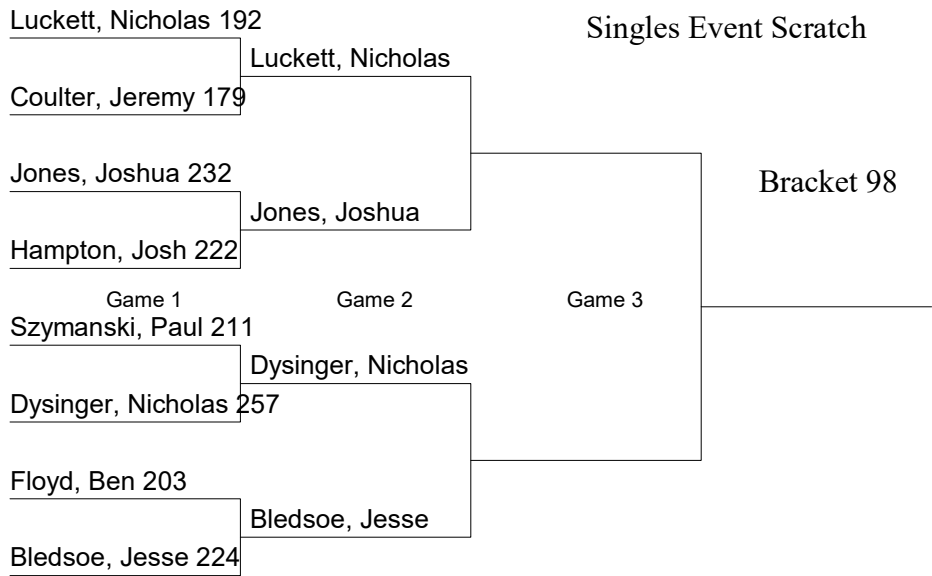 Luckett, Nicholas 192
Singles Event Scratch
Luckett, Nicholas
Coulter, Jeremy 179
Jones, Joshua 232
Bracket 98
Jones, Joshua
Hampton, Josh 222
Game 1
Game 2
Game 3
Szymanski, Paul 211
Dysinger, Nicholas
Dysinger, Nicholas 257
Floyd, Ben 203
Bledsoe, Jesse
Bledsoe, Jesse 224